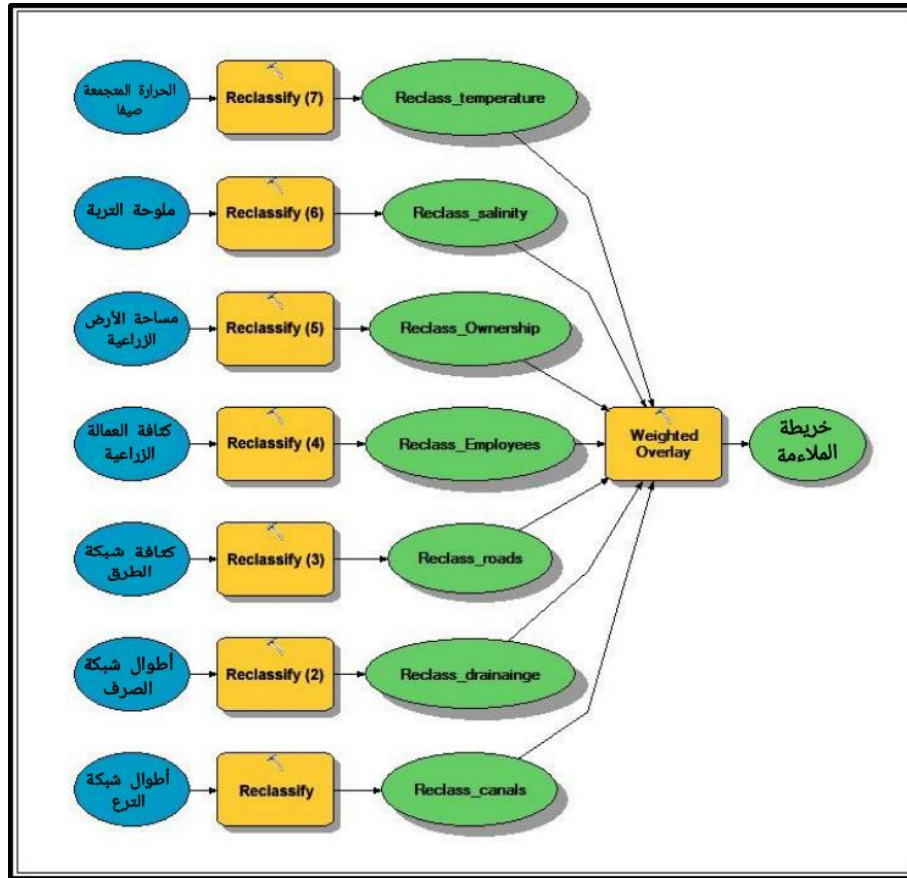 الحرارة المتجمعة
صيفا
Reclassify (7)
Reclass_temperature
ملوحة التربة
Reclassify (6)
Reclass_salinity
مساحة الأرض
الزراعية
Reclassify (5)
Reclass_Ownership
كثافة العمالة
الزراعية
Reclassify (4)
Reclass_Employees
Weighted
Overlay
خريطة
الملاءمة
كثافة شبكة
الطرق
Reclassify (3)
Reclass_roads
أطوال شبكة
الصرف
Reclassify (2)
Reclass_drainainge
أطوال شبكة
الترع
Reclassify
Reclass_canals